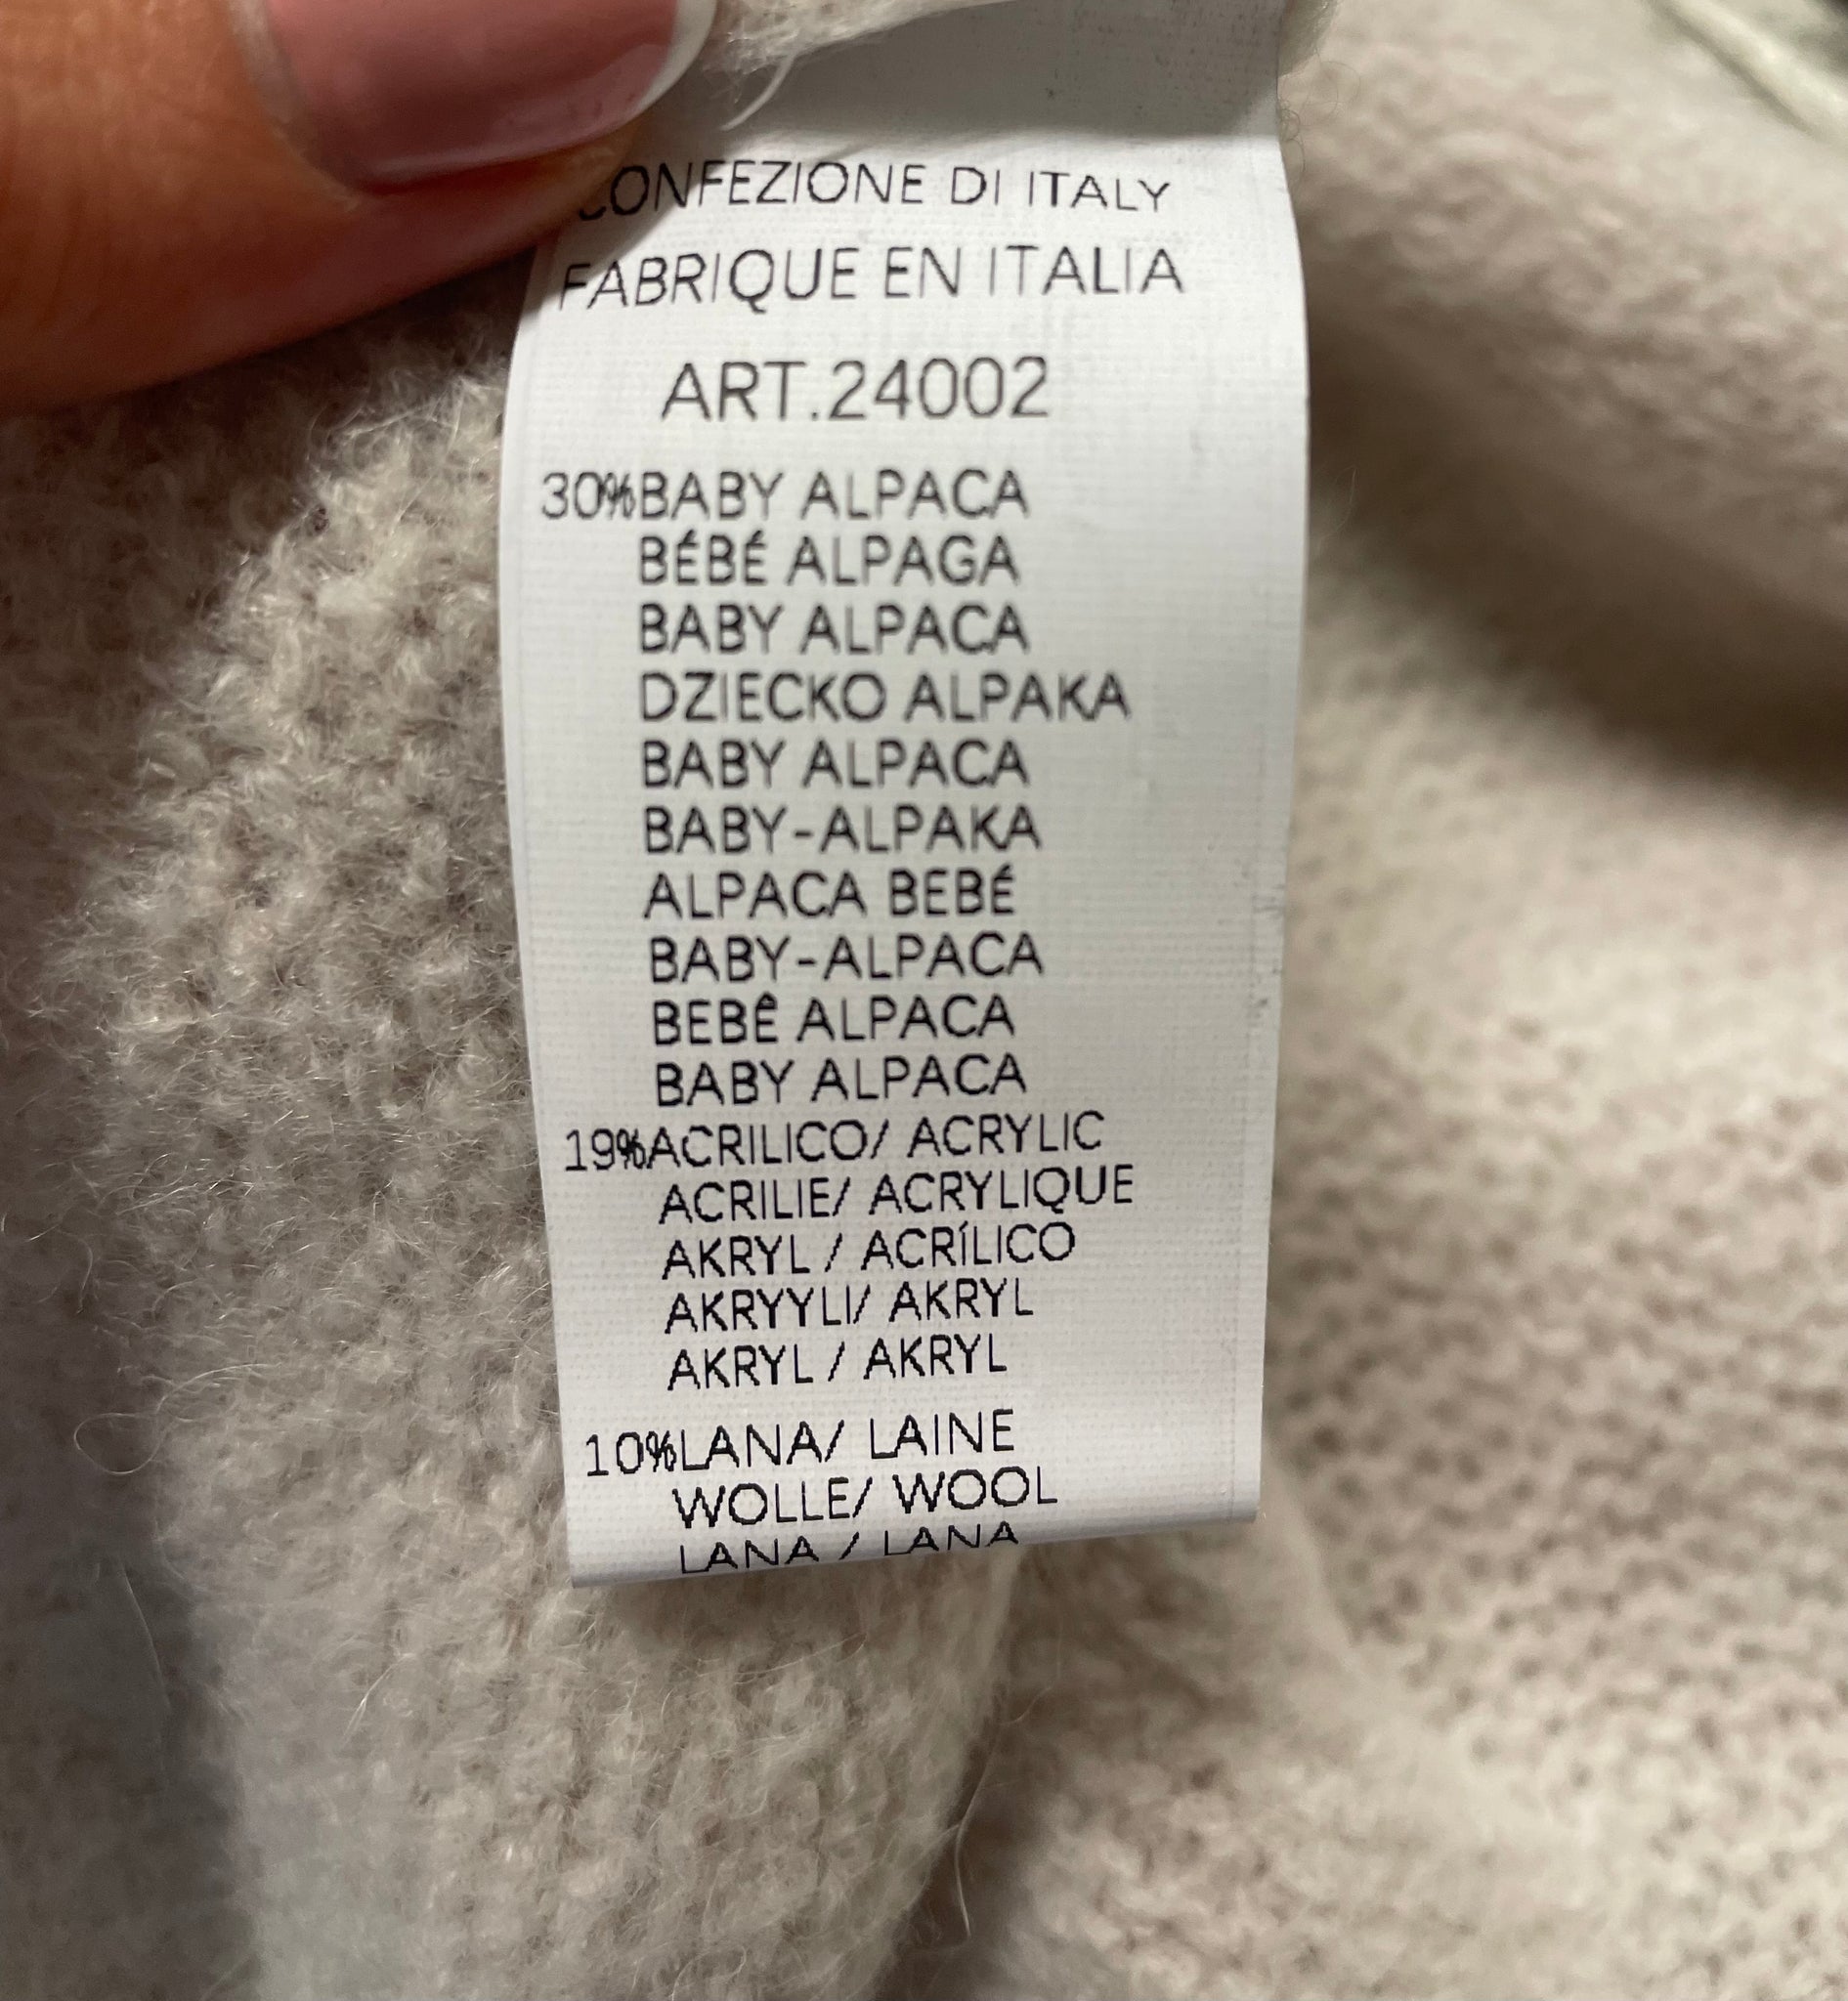 CONFEZIONE DI ITALY
FABRIQUE EN ITALIA
ART.24002
30%BABY ALPACA
BÉBÉ ALPAGA
BABY ALPACA
DZIECKO ALPAKA
BABY ALPACA
BABY-ALPAKA
ALPACA BEBÉ
BABY-ALPACA
BEBÊ ALPACA
BABY ALPACA
19%ACRILICO/ ACRYLIC
ACRILIE/ ACRYLIQUE
AKRYL / ACRÍLICO
AKRYYLI/ AKRYL
AKRYL / AKRYL
10%LANA/ LAINE
WOLLE/ WOOL
LANA / LANA